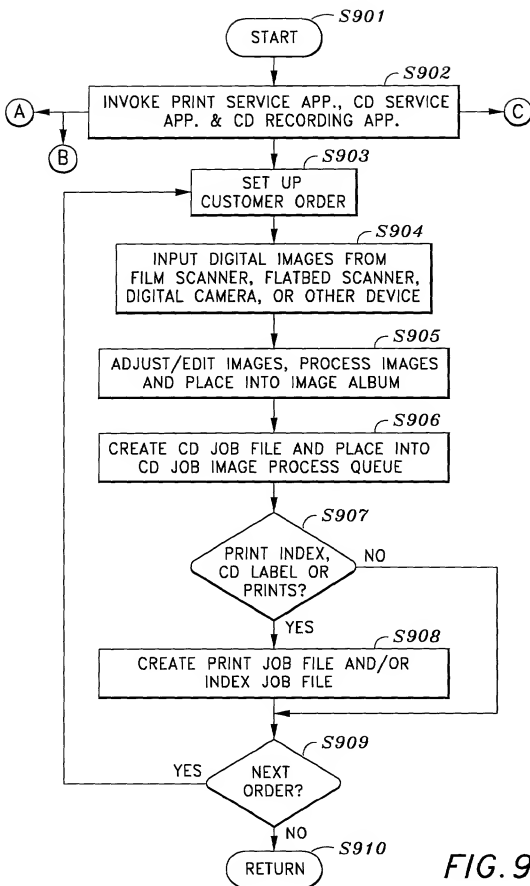 S901
START
S902
INVOKE PRINT SERVICE APP., CD SERVICE
APP. & CD RECORDING APP.
A
B
C
S903
SET UP
CUSTOMER ORDER
S904
INPUT DIGITAL IMAGES FROM
FILM SCANNER, FLATBED SCANNER,
DIGITAL CAMERA, OR OTHER DEVICE
S905
ADJUST/EDIT IMAGES, PROCESS IMAGES
AND PLACE INTO IMAGE ALBUM
S906
CREATE CD JOB FILE AND PLACE INTO
CD JOB IMAGE PROCESS QUEUE
S907
PRINT INDEX,
CD LABEL OR
PRINTS?
NO
YES
S908
CREATE PRINT JOB FILE AND/OR
INDEX JOB FILE
S909
YES
NEXT
ORDER?
NO
S910
RETURN
FIG. 9